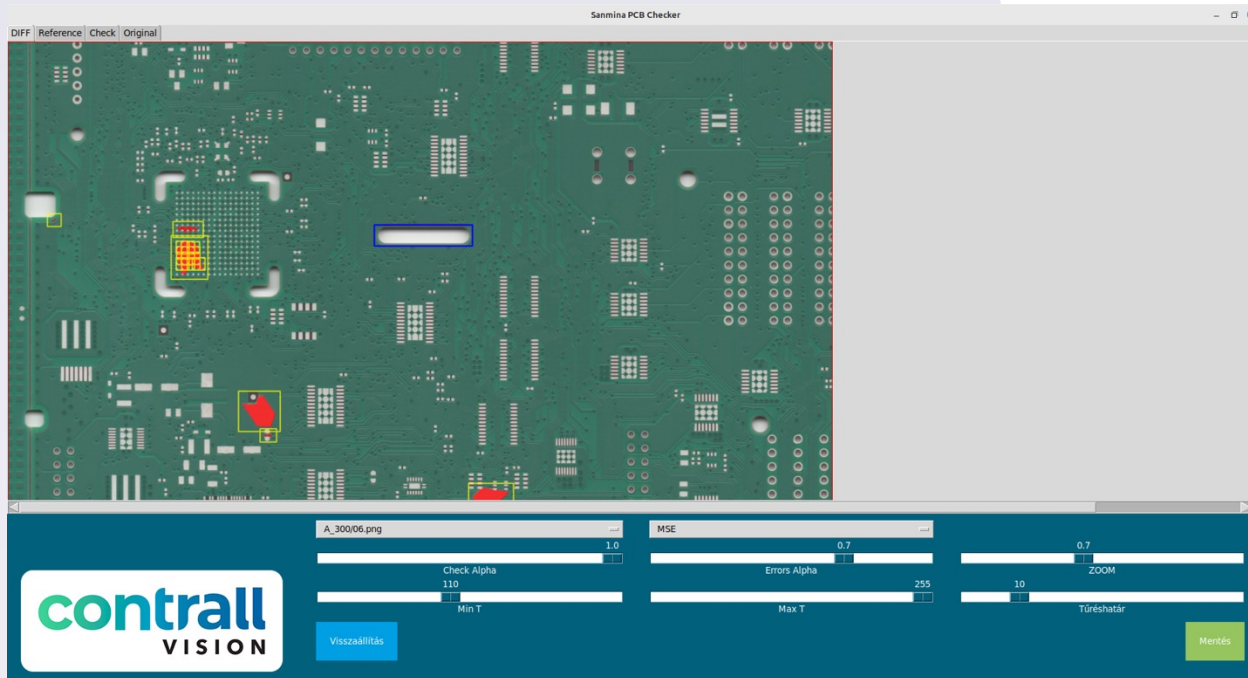 Sanmina PCB Checker
DIFF Reference Check Original
A_300/06.png
MSE
1.0
0.7
0.7
Check Alpha
Errors Alpha
ZOOM
110
255
10
Min T
Max T
Tűréshatár
contrall
VISION
Visszaállítás
Mentés